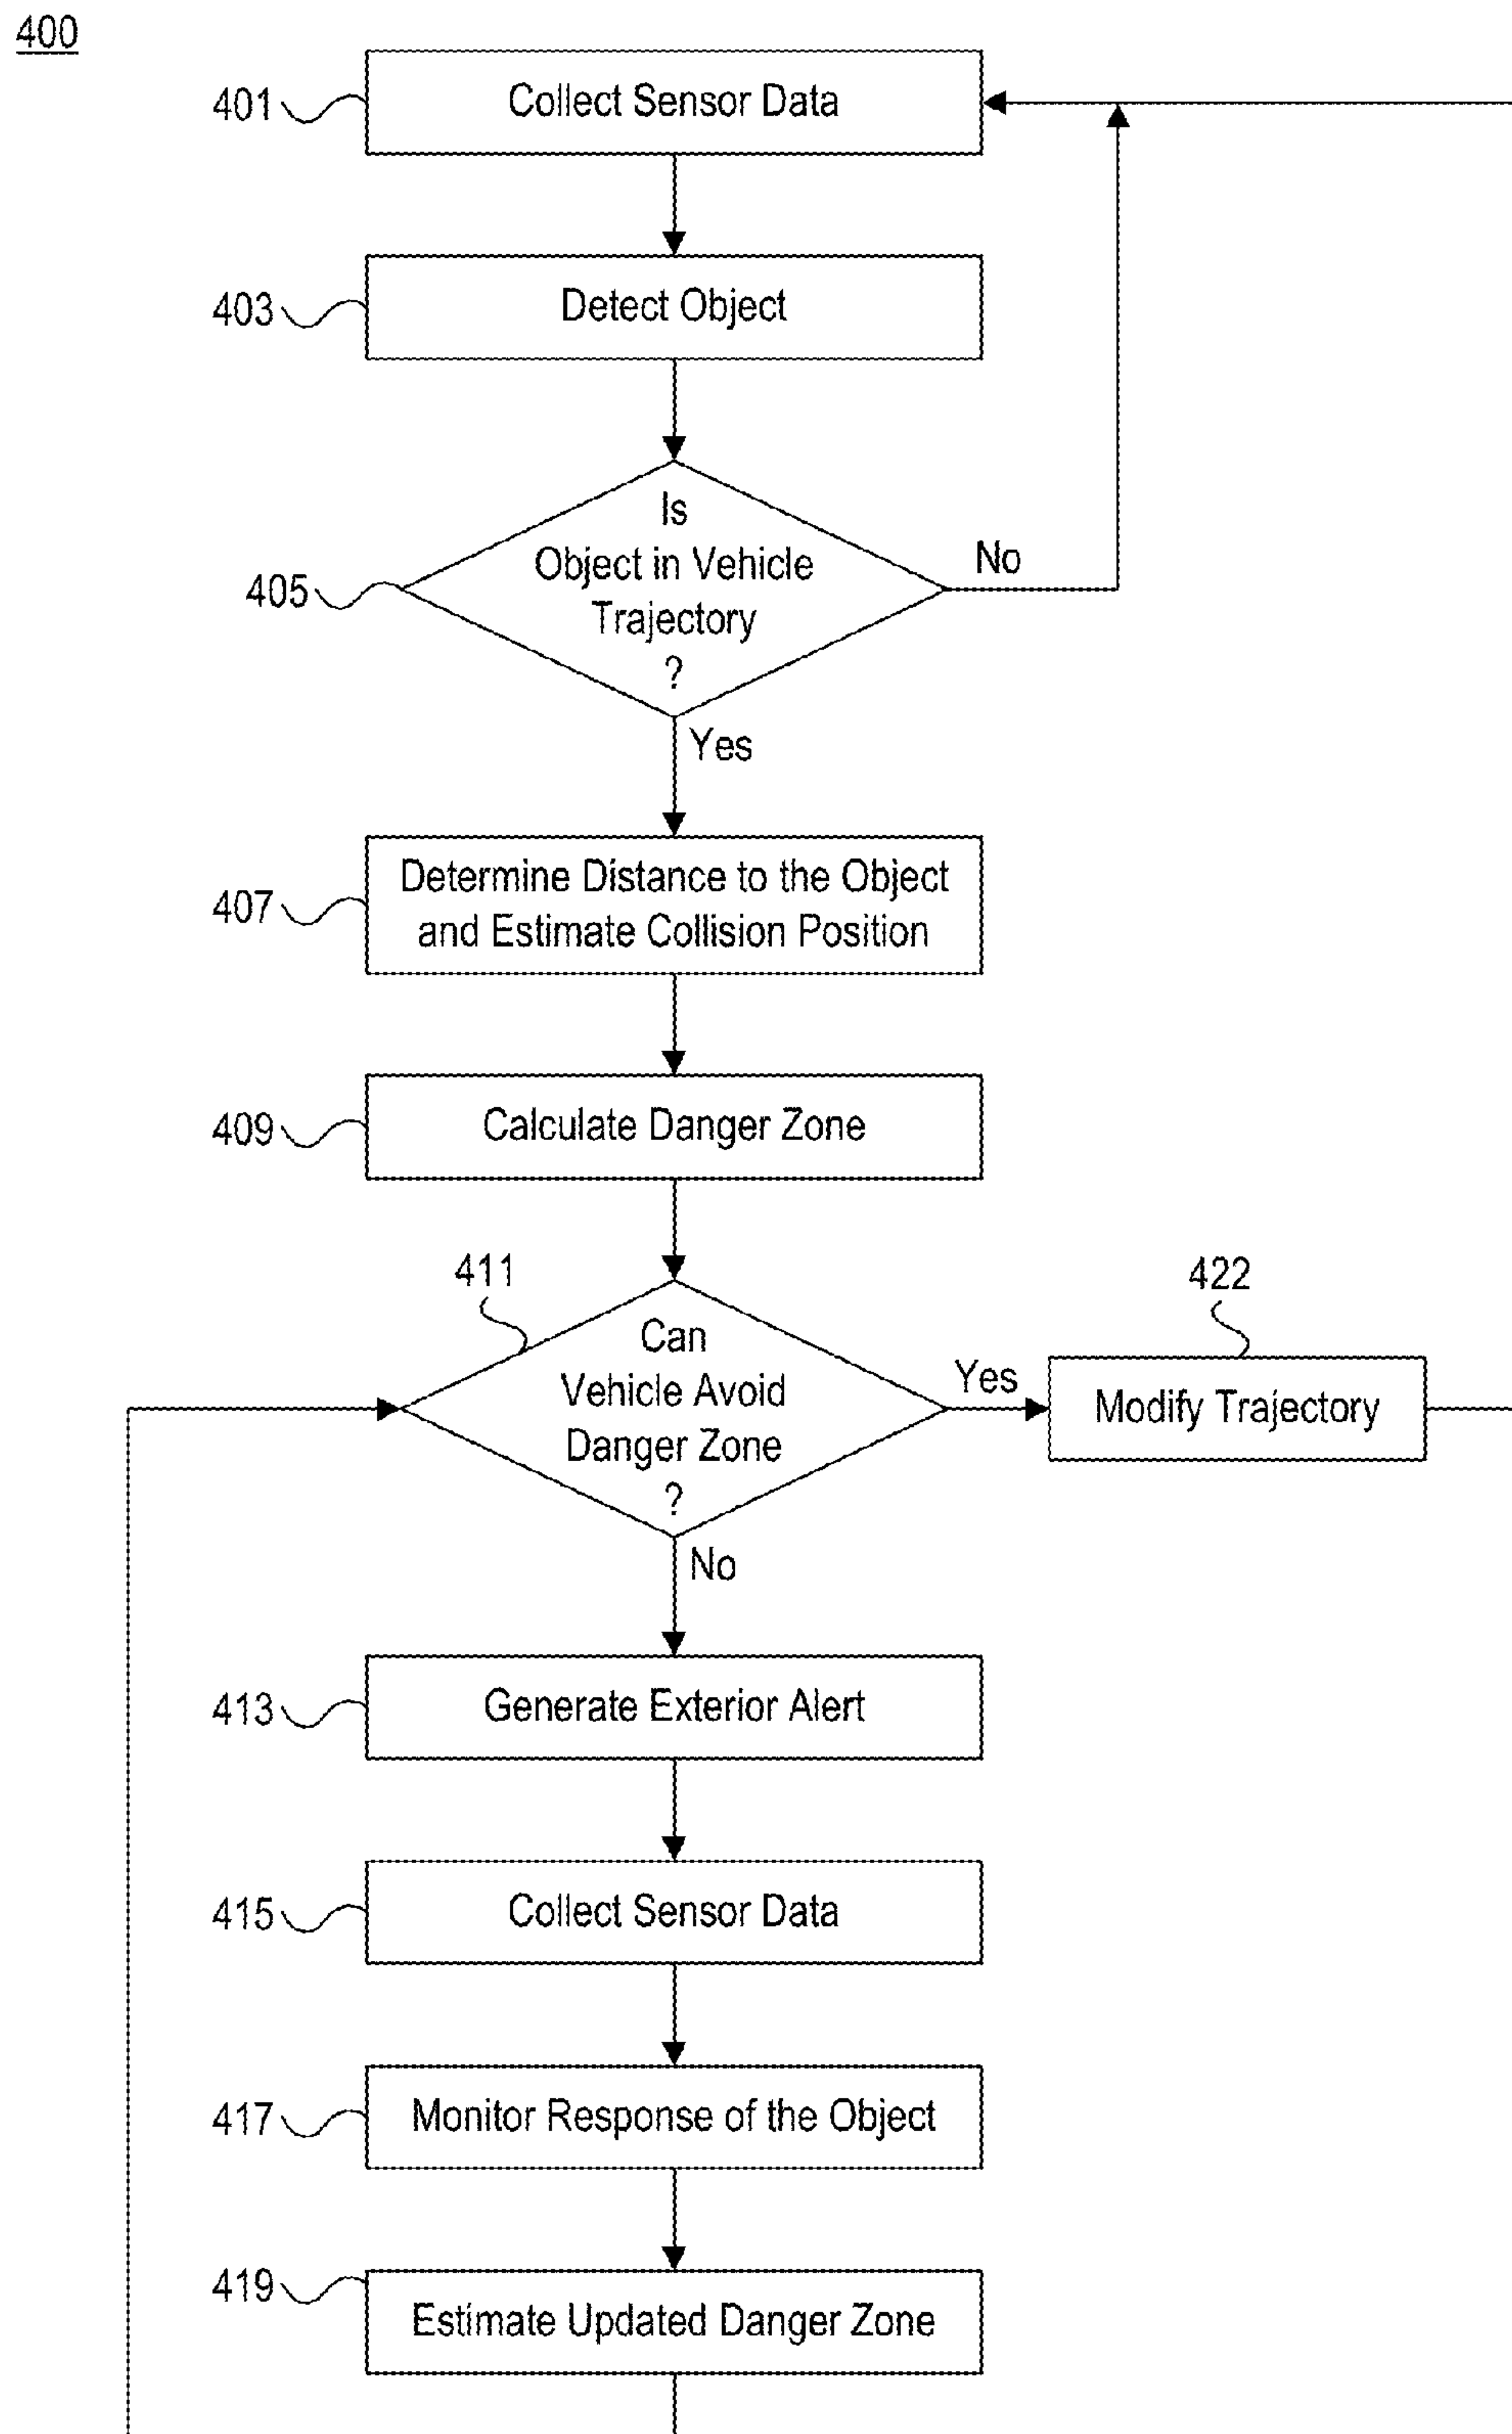 400
401
Collect Sensor Data
403
Detect Object
405
Is
Object in Vehicle
Trajectory
?
No
Yes
407
Determine Distance to the Object
and Estimate Collision Position
409
Calculate Danger Zone
411
Can
Vehicle Avoid
Danger Zone
?
Yes
422
Modify Trajectory
No
413
Generate Exterior Alert
415
Collect Sensor Data
417
Monitor Response of the Object
419
Estimate Updated Danger Zone